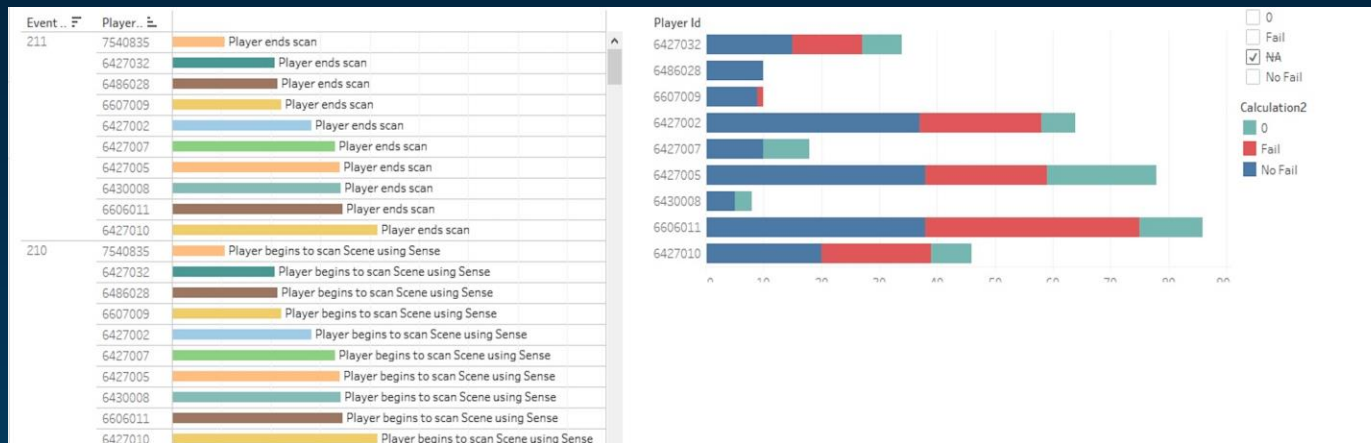 Event .. Player..
211 7540835 Player ends scan
6427032 Player ends scan
6486028 Player ends scan
6607009 Player ends scan
6427002 Player ends scan
6427007 Player ends scan
6427005 Player ends scan
6430008 Player ends scan
6606011 Player ends scan
6427010 Player ends scan
210 7540835 Player begins to scan Scene using Sense
6427032 Player begins to scan Scene using Sense
6486028 Player begins to scan Scene using Sense
6607009 Player begins to scan Scene using Sense
6427002 Player begins to scan Scene using Sense
6427007 Player begins to scan Scene using Sense
6427005 Player begins to scan Scene using Sense
6430008 Player begins to scan Scene using Sense
6606011 Player begins to scan Scene using Sense
6427010 Player begins to scan Scene using Sense
Player Id
6427032
6486028
6607009
6427002
6427007
6427005
6430008
6606011
6427010
0 10 20 30 40 50 60 70 80 90
0
Fail
NA
No Fail
Calculation2
0
Fail
No Fail